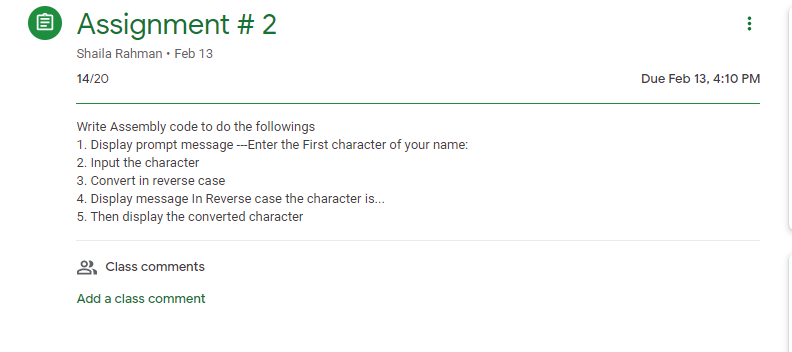 Assignment # 2
Shaila Rahman • Feb 13
14/20 Due Feb 13, 4:10 PM
Write Assembly code to do the followings
1. Display prompt message ---Enter the First character of your name:
2. Input the character
3. Convert in reverse case
4. Display message In Reverse case the character is...
5. Then display the converted character
Class comments
Add a class comment